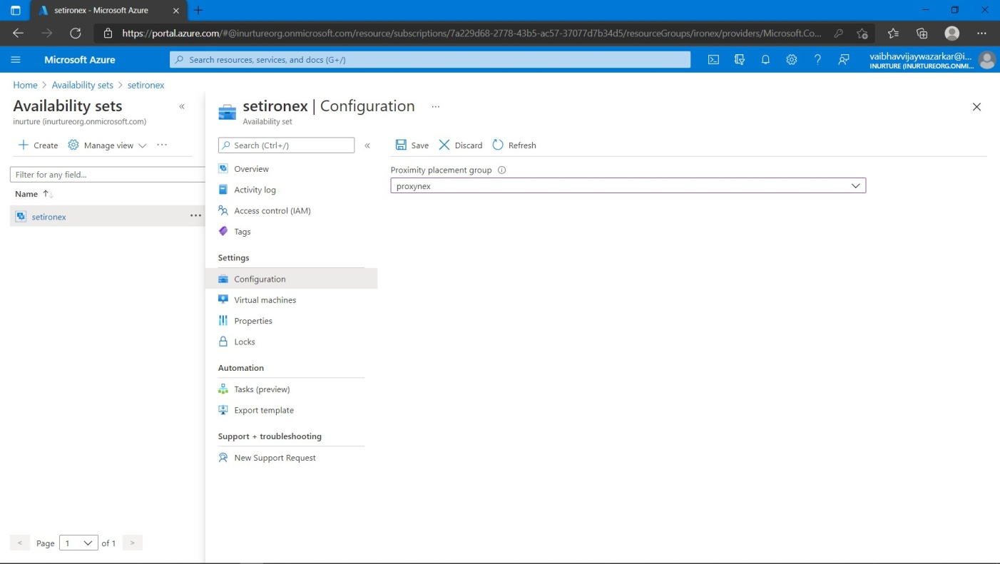 setironex - Microsoft Azure
https://portal.azure.com/#@inurtureorg.onmicrosoft.com/resource/subscriptions/7a229d68-2778-43b5-ac57-37077d7b34d5/resourceGroups/ironex/providers/Microsoft.Co...
Microsoft Azure
Search resources, services, and docs (G+/)
vaibhavvijaywazarkar@i...
INURTURE (INURTUREORG.ONMI...
Home > Availability sets > setironex
Availability sets
inurture (inurtureorg.onmicrosoft.com)
+ Create Manage view ...
Filter for any field...
Name ↑↓
setironex ...
< Page 1 of 1 >
setironex | Configuration ...
Availability set
Search (Ctrl+/)
Overview
Activity log
Access control (IAM)
Tags
Settings
Configuration
Virtual machines
Properties
Locks
Automation
Tasks (preview)
Export template
Support + troubleshooting
New Support Request
Save Discard Refresh
Proximity placement group
proxynex